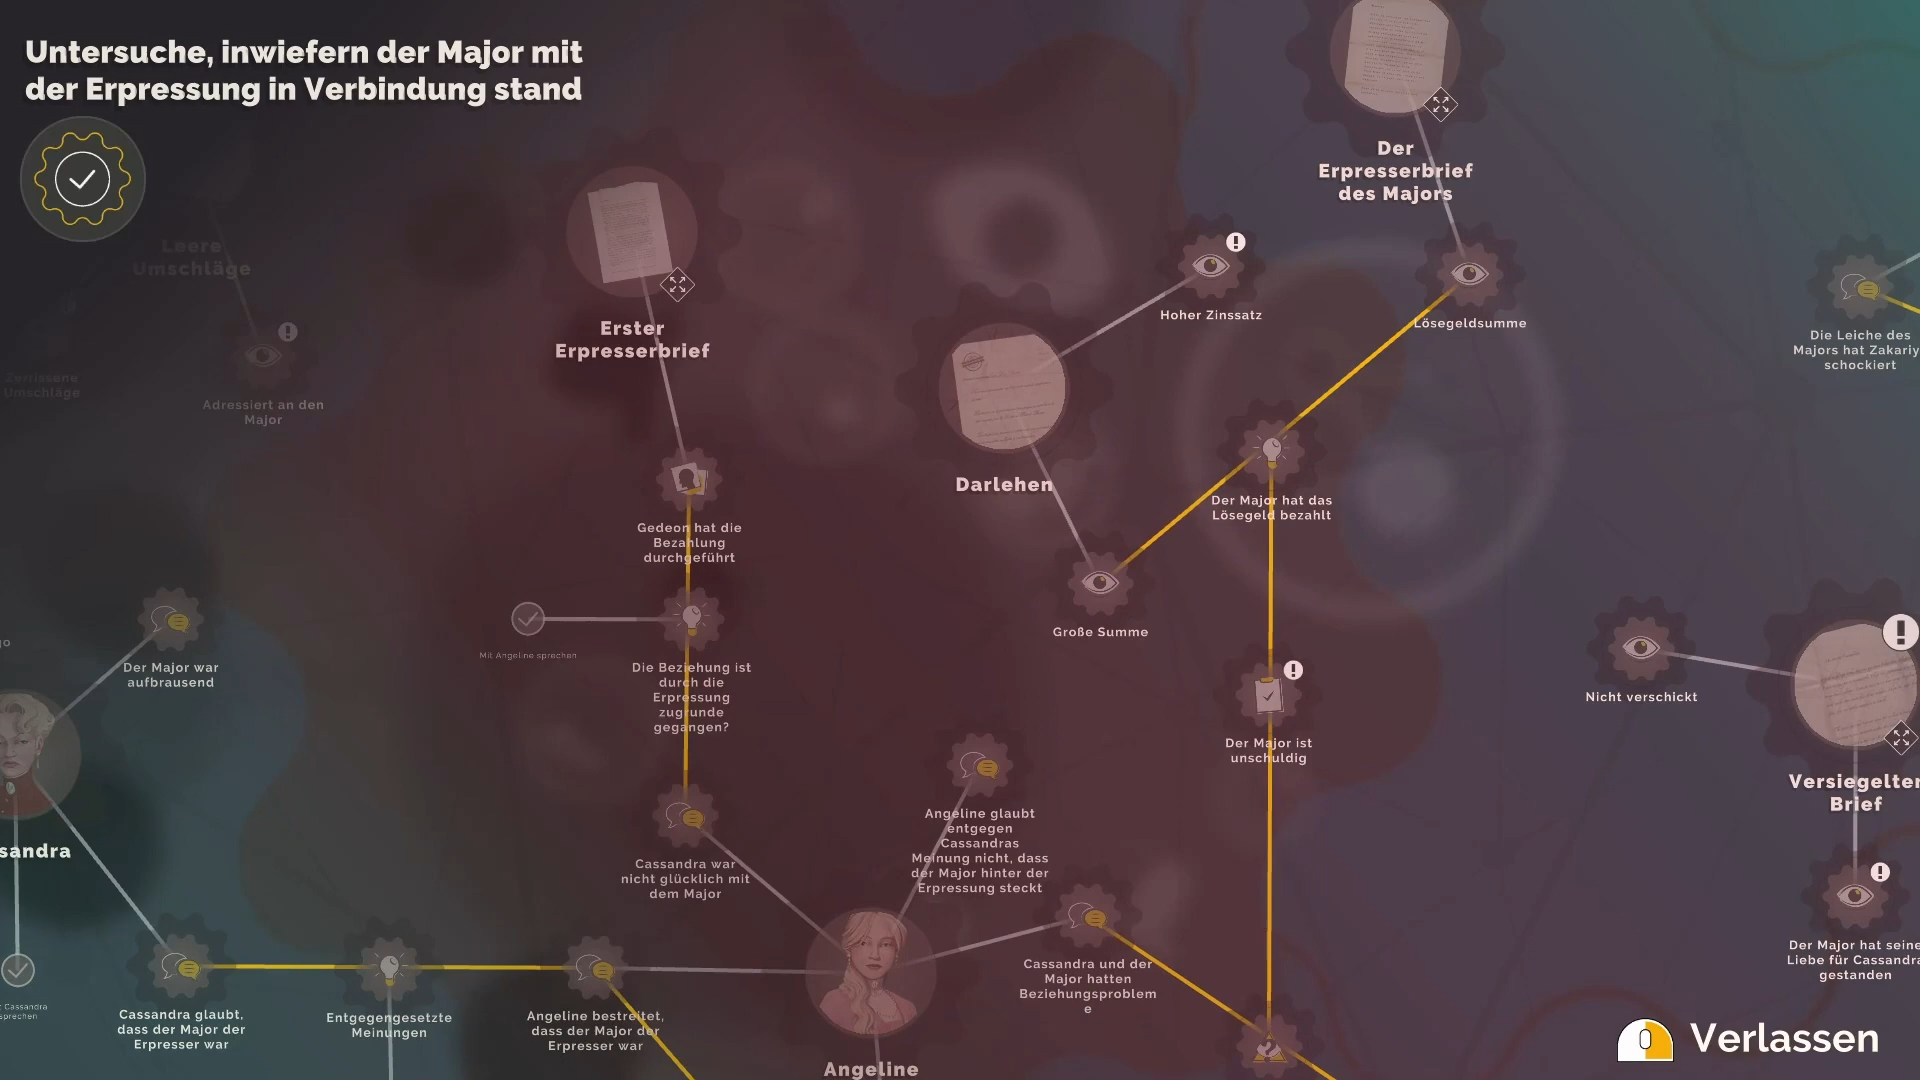 Untersuche, inwiefern der Major mit
der Erpressung in Verbindung stand
Leere
Umschläge
Zerrissene
Umschläge
Adressiert an den
Major
Erster
Erpresserbrief
Der
Erpresserbrief
des Majors
Hoher Zinssatz
Lösegeldsumme
Die Leiche des
Majors hat Zakariy
schockiert
Darlehen
Der Major hat das
Lösegeld bezahlt
Gedeon hat die
Bezahlung
durchgeführt
Große Summe
Mit Angeline sprechen
Die Beziehung ist
durch die
Erpressung
zugrunde
gegangen?
Der Major war
aufbrausend
Nicht verschickt
Der Major ist
unschuldig
Versiegelter
Brief
Angeline glaubt
entgegen
Cassandras
Meinung nicht, dass
der Major hinter der
Erpressung steckt
sandra
Cassandra war
nicht glücklich mit
dem Major
Cassandra und der
Major hatten
Beziehungsproblem
e
Der Major hat seine
Liebe für Cassandra
gestanden
Cassandra
sprechen
Cassandra glaubt,
dass der Major der
Erpresser war
Entgegengesetzte
Meinungen
Angeline bestreitet,
dass der Major der
Erpresser war
Angeline
Verlassen